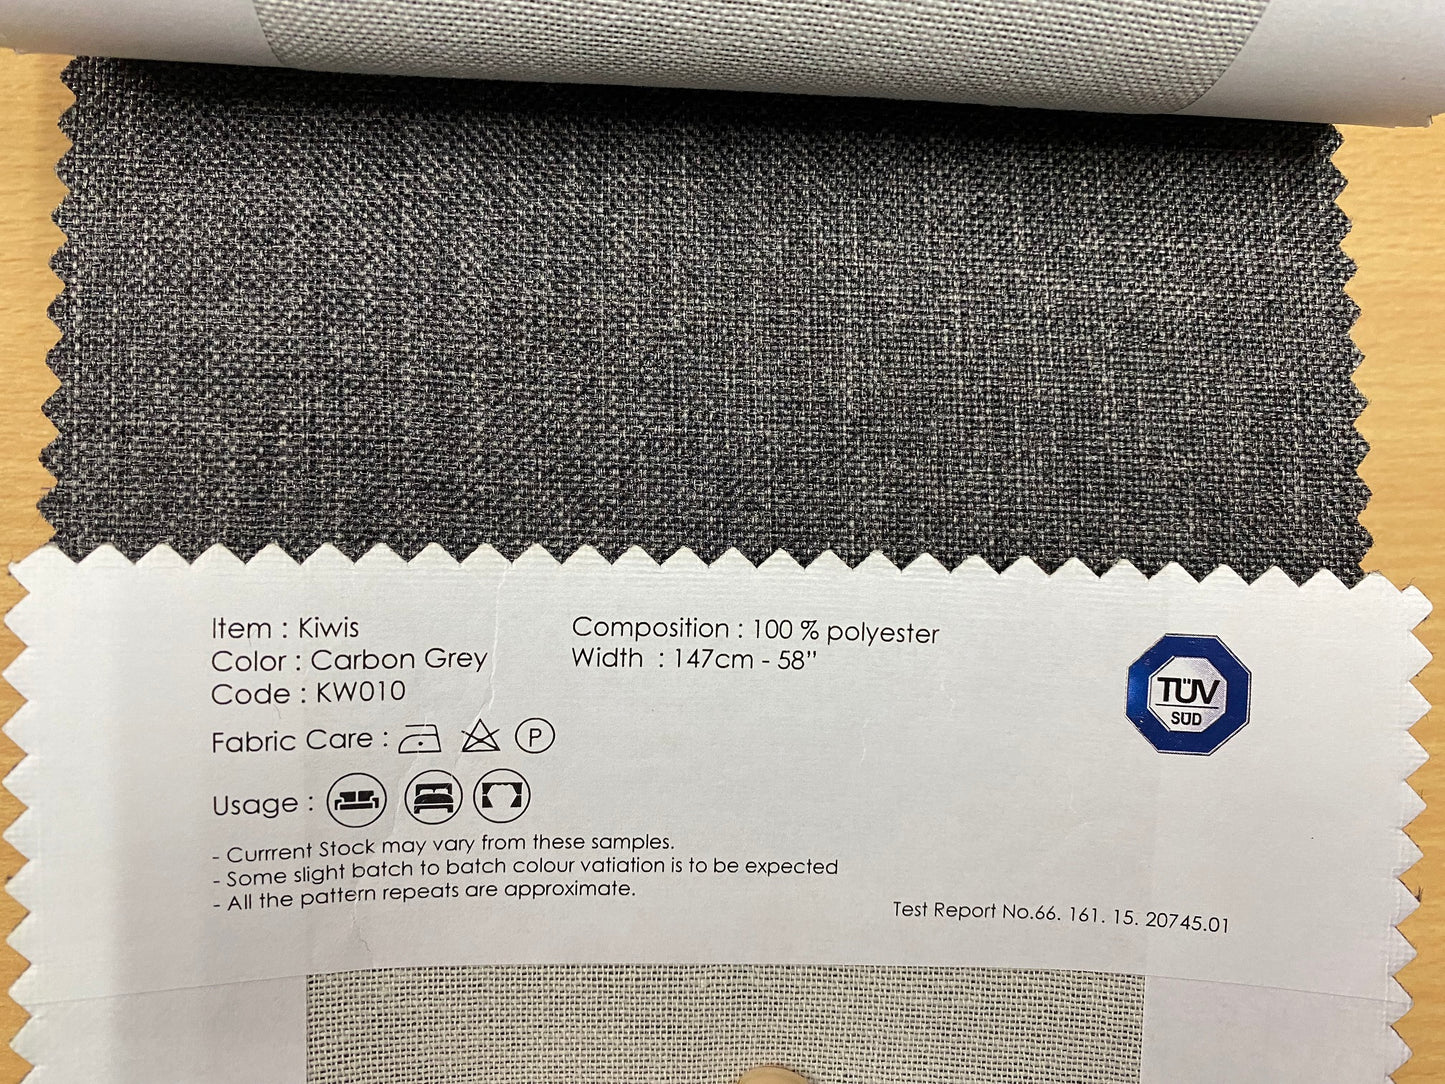 Item : Kiwis
Color : Carbon Grey
Code : KW010
Composition : 100 % polyester
Width : 147cm - 58”
Fabric Care : P
Usage :
TÜV
SÜD
- Currrent Stock may vary from these samples.
- Some slight batch to batch colour vatiation is to be expected
- All the pattern repeats are approximate.
Test Report No.66. 161. 15. 20745.01